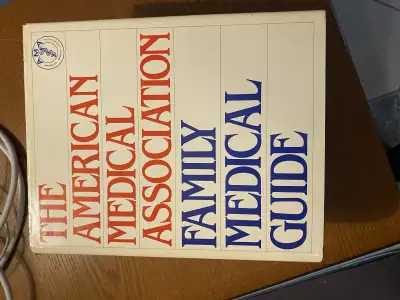 THE
AMERICAN
MEDICAL
ASSOCIATION
FAMILY
MEDICAL
GUIDE